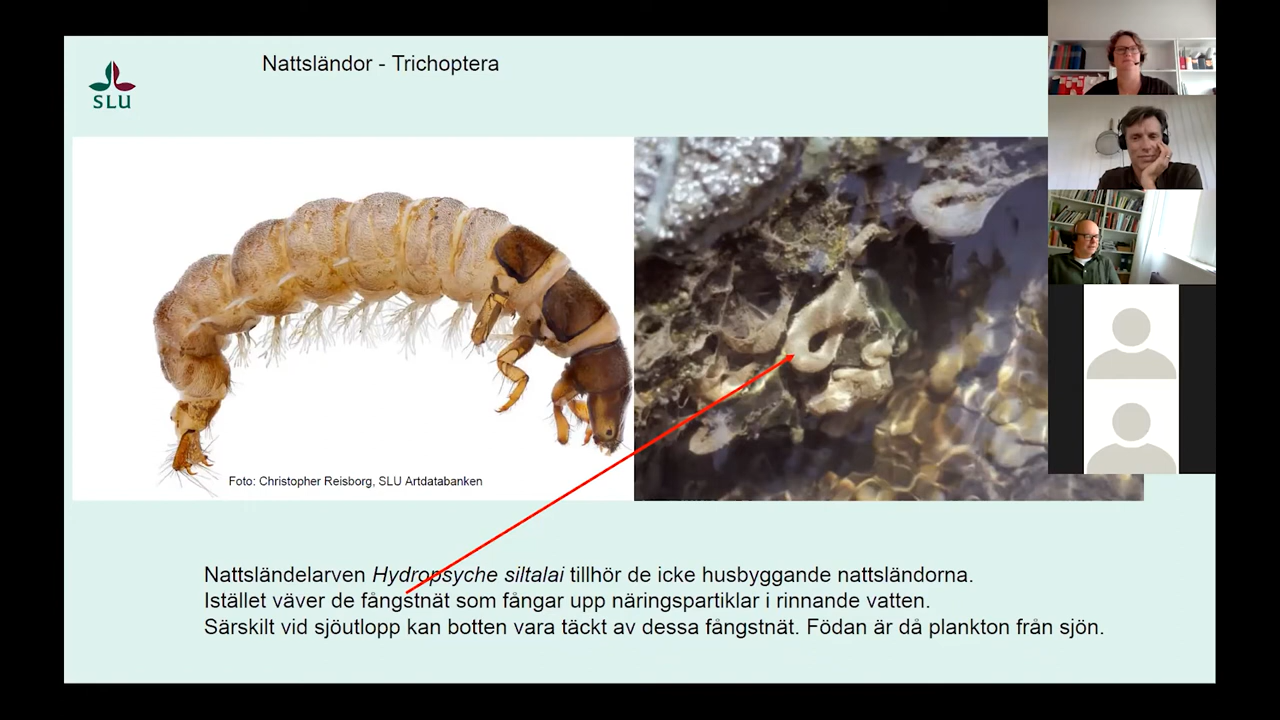 Nattsländor - Trichoptera
SLU
Foto: Christopher Reisborg, SLU Artdatabanken
Nattsländelarven Hydropsyche siltalai tillhör de icke husbyggande nattsländorna.
Istället väver de fångstnät som fångar upp näringspartiklar i rinnande vatten.
Särskilt vid sjöutlopp kan botten vara täckt av dessa fångstnät. Födan är då plankton från sjön.